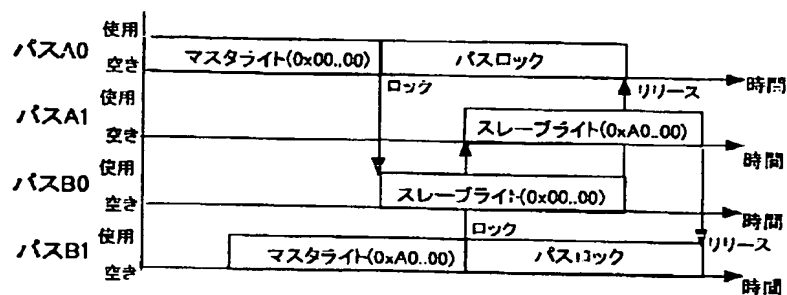 使用
バスA0
マスタライト(0x00..00)
バスロック
空き
時間
ロック
リリース
使用
バスA1
スレーブライト(0xA0..00)
空き
時間
使用
バスB0
スレーブライト(0x00..00)
空き
時間
ロック
使用
リリース
バスB1
マスタライト(0xA0..00)
バスロック
空き
時間